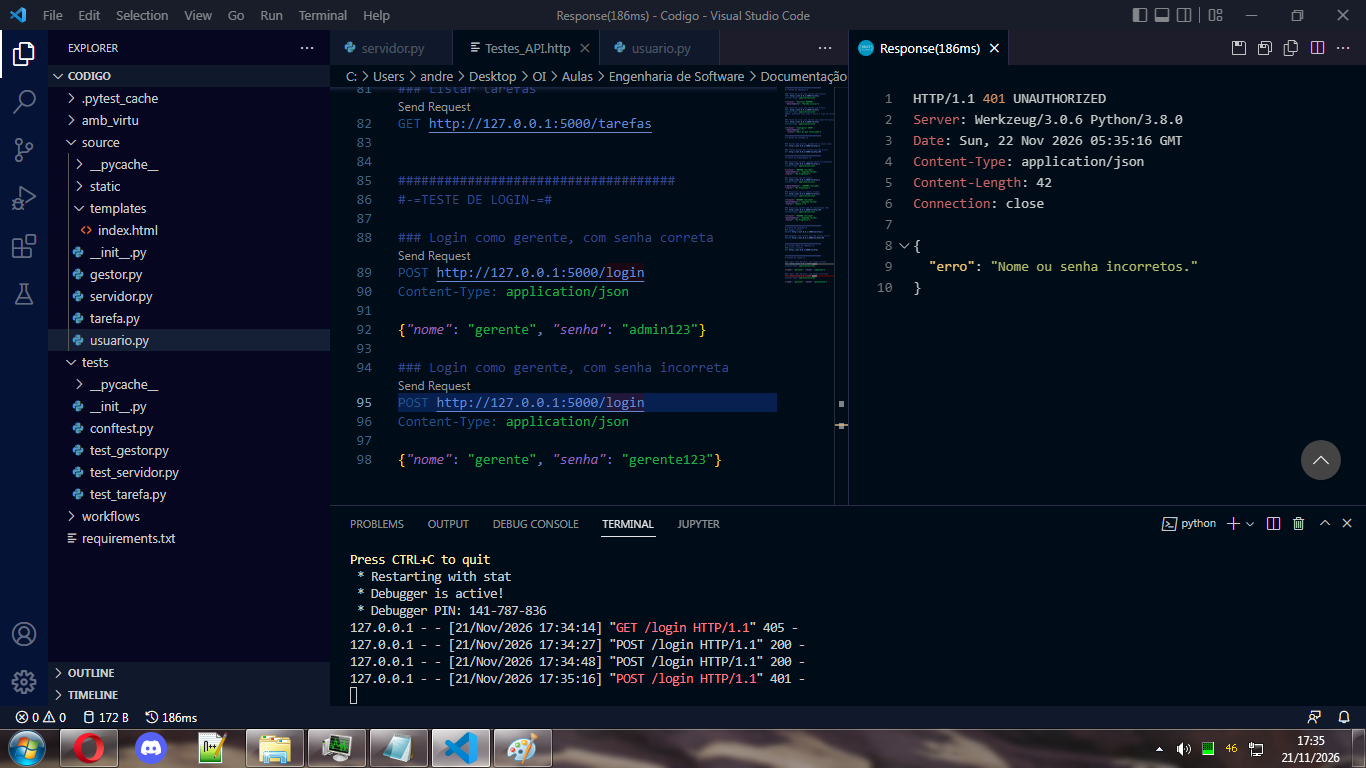 File Edit Selection View Go Run Terminal Help
Response(186ms) - Codigo - Visual Studio Code
EXPLORER
CODIGO
.pytest_cache
amb_virtu
source
__pycache__
static
templates
index.html
__init__.py
gestor.py
servidor.py
tarefa.py
usuario.py
tests
__pycache__
__init__.py
conftest.py
test_gestor.py
test_servidor.py
test_tarefa.py
workflows
requirements.txt
OUTLINE
TIMELINE
servidor.py Testes_API.http usuario.py
C: > Users > andre > Desktop > OI > Aulas > Engenharia de Software > Documentação
81 ### Listar tarefas
Send Request
82 GET http://127.0.0.1:5000/tarefas
83
84
85 ####################################
86 #-=TESTE DE LOGIN-=#
87
88 ### Login como gerente, com senha correta
Send Request
89 POST http://127.0.0.1:5000/login
90 Content-Type: application/json
91
92 {"nome": "gerente", "senha": "admin123"}
93
94 ### Login como gerente, com senha incorreta
Send Request
95 POST http://127.0.0.1:5000/login
96 Content-Type: application/json
97
98 {"nome": "gerente", "senha": "gerente123"}
Response(186ms)
1 HTTP/1.1 401 UNAUTHORIZED
2 Server: Werkzeug/3.0.6 Python/3.8.0
3 Date: Sun, 22 Nov 2026 05:35:16 GMT
4 Content-Type: application/json
5 Content-Length: 42
6 Connection: close
7
8 {
9 "erro": "Nome ou senha incorretos."
10 }
PROBLEMS OUTPUT DEBUG CONSOLE TERMINAL JUPYTER
python
Press CTRL+C to quit
* Restarting with stat
* Debugger is active!
* Debugger PIN: 141-787-836
127.0.0.1 - - [21/Nov/2026 17:34:14] "GET /login HTTP/1.1" 405 -
127.0.0.1 - - [21/Nov/2026 17:34:27] "POST /login HTTP/1.1" 200 -
127.0.0.1 - - [21/Nov/2026 17:34:48] "POST /login HTTP/1.1" 200 -
127.0.0.1 - - [21/Nov/2026 17:35:16] "POST /login HTTP/1.1" 401 -
0 0 172 B 186ms
46
17:35
21/11/2026